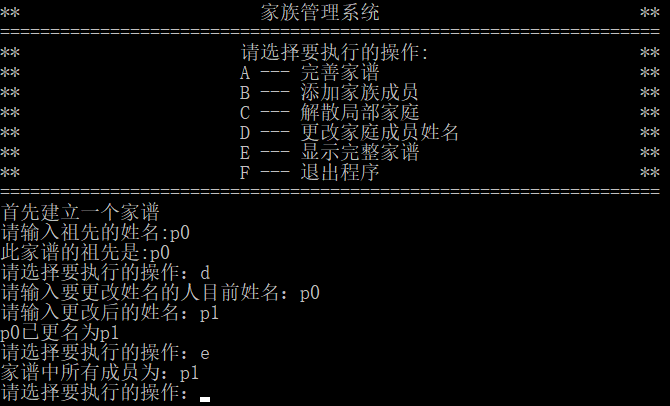 ** 家族管理系统 **
==================================================================
** 请选择要执行的操作: **
** A --- 完善家谱 **
** B --- 添加家族成员 **
** C --- 解散局部家庭 **
** D --- 更改家庭成员姓名 **
** E --- 显示完整家谱 **
** F --- 退出程序 **
==================================================================
首先建立一个家谱
请输入祖先的姓名:p0
此家谱的祖先是:p0
请选择要执行的操作：d
请输入要更改姓名的人目前姓名：p0
请输入更改后的姓名：p1
p0已更名为p1
请选择要执行的操作：e
家谱中所有成员为：p1
请选择要执行的操作：